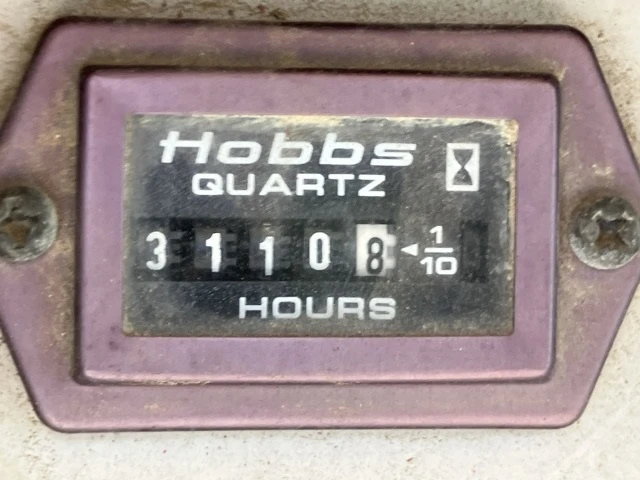 Hobbs
QUARTZ
3 1 1 0 8 ◄ 1/10
HOURS